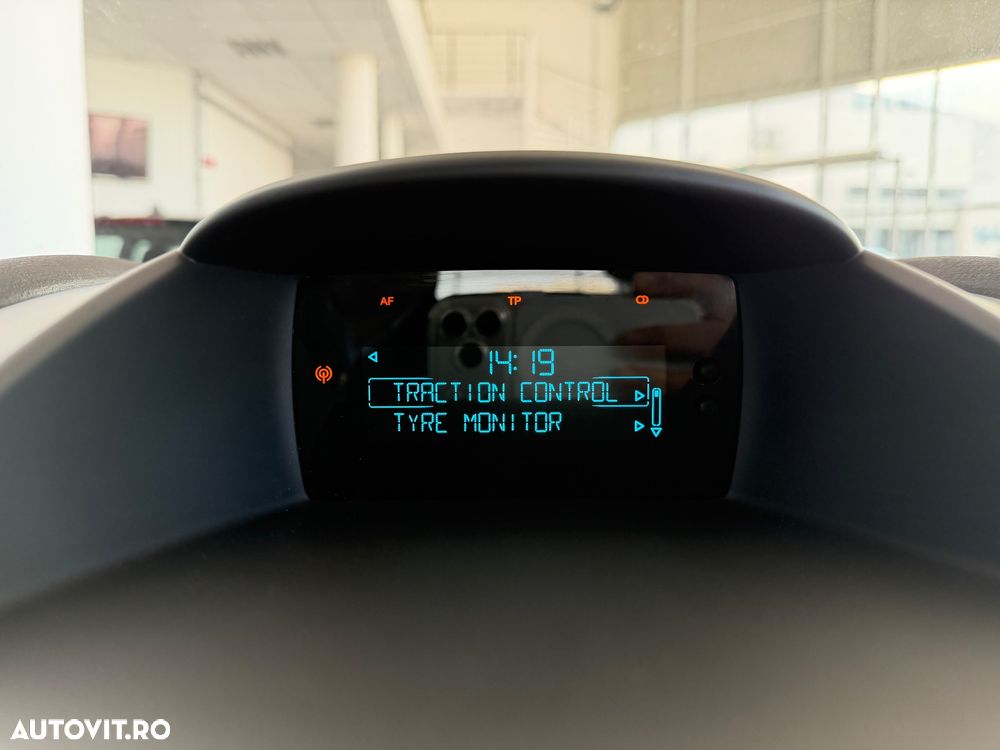 AF TP
14:19
TRACTION CONTROL
TYRE MONITOR
AUTOVIT.RO